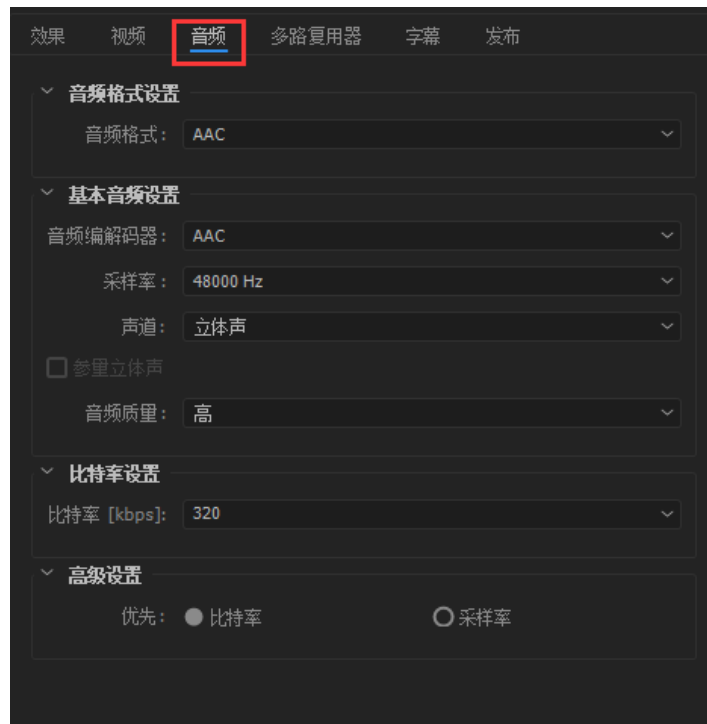 效果 视频 音频 多路复用器 字幕 发布
音频格式设置
音频格式: AAC
基本音频设置
音频编解码器: AAC
采样率: 48000 Hz
声道: 立体声
参量立体声
音频质量: 高
比特率设置
比特率 [kbps]: 320
高级设置
优先: 比特率 采样率